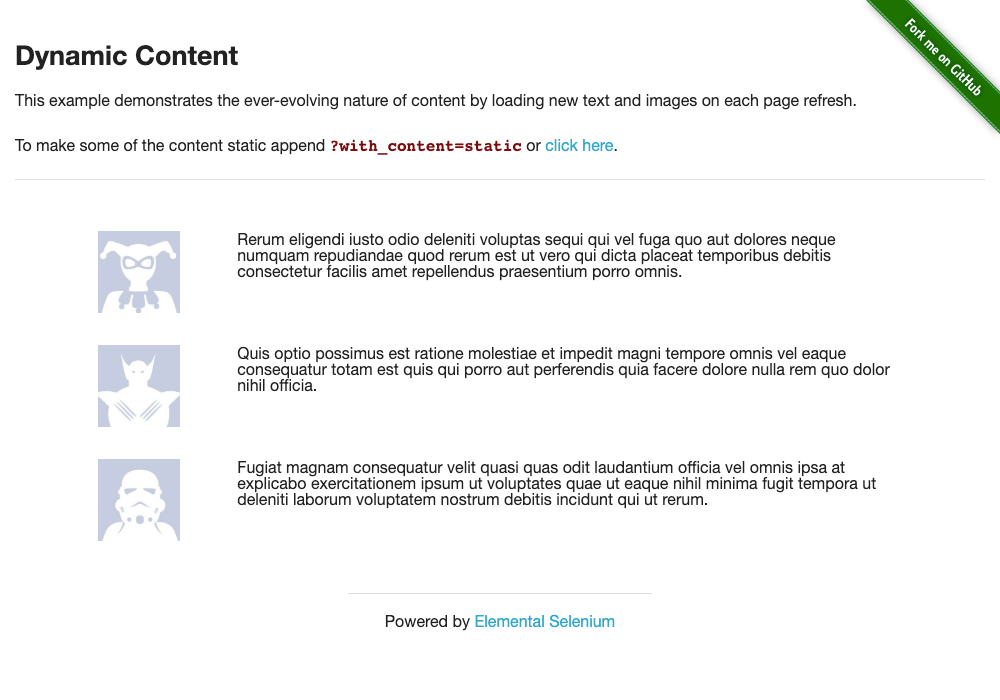 Fork me on GitHub
Dynamic Content
This example demonstrates the ever-evolving nature of content by loading new text and images on each page refresh.
To make some of the content static append ?with_content=static or click here.
Rerum eligendi iusto odio deleniti voluptas sequi qui vel fuga quo aut dolores neque
numquam repudiandae quod rerum est ut vero qui dicta placeat temporibus debitis
consectetur facilis amet repellendus praesentium porro omnis.
Quis optio possimus est ratione molestiae et impedit magni tempore omnis vel eaque
consequatur totam est quis qui porro aut perferendis quia facere dolore nulla rem quo dolor
nihil officia.
Fugiat magnam consequatur velit quasi quas odit laudantium officia vel omnis ipsa at
explicabo exercitationem ipsum ut voluptates quae ut eaque nihil minima fugit tempora ut
deleniti laborum voluptatem nostrum debitis incidunt qui ut rerum.
Powered by Elemental Selenium